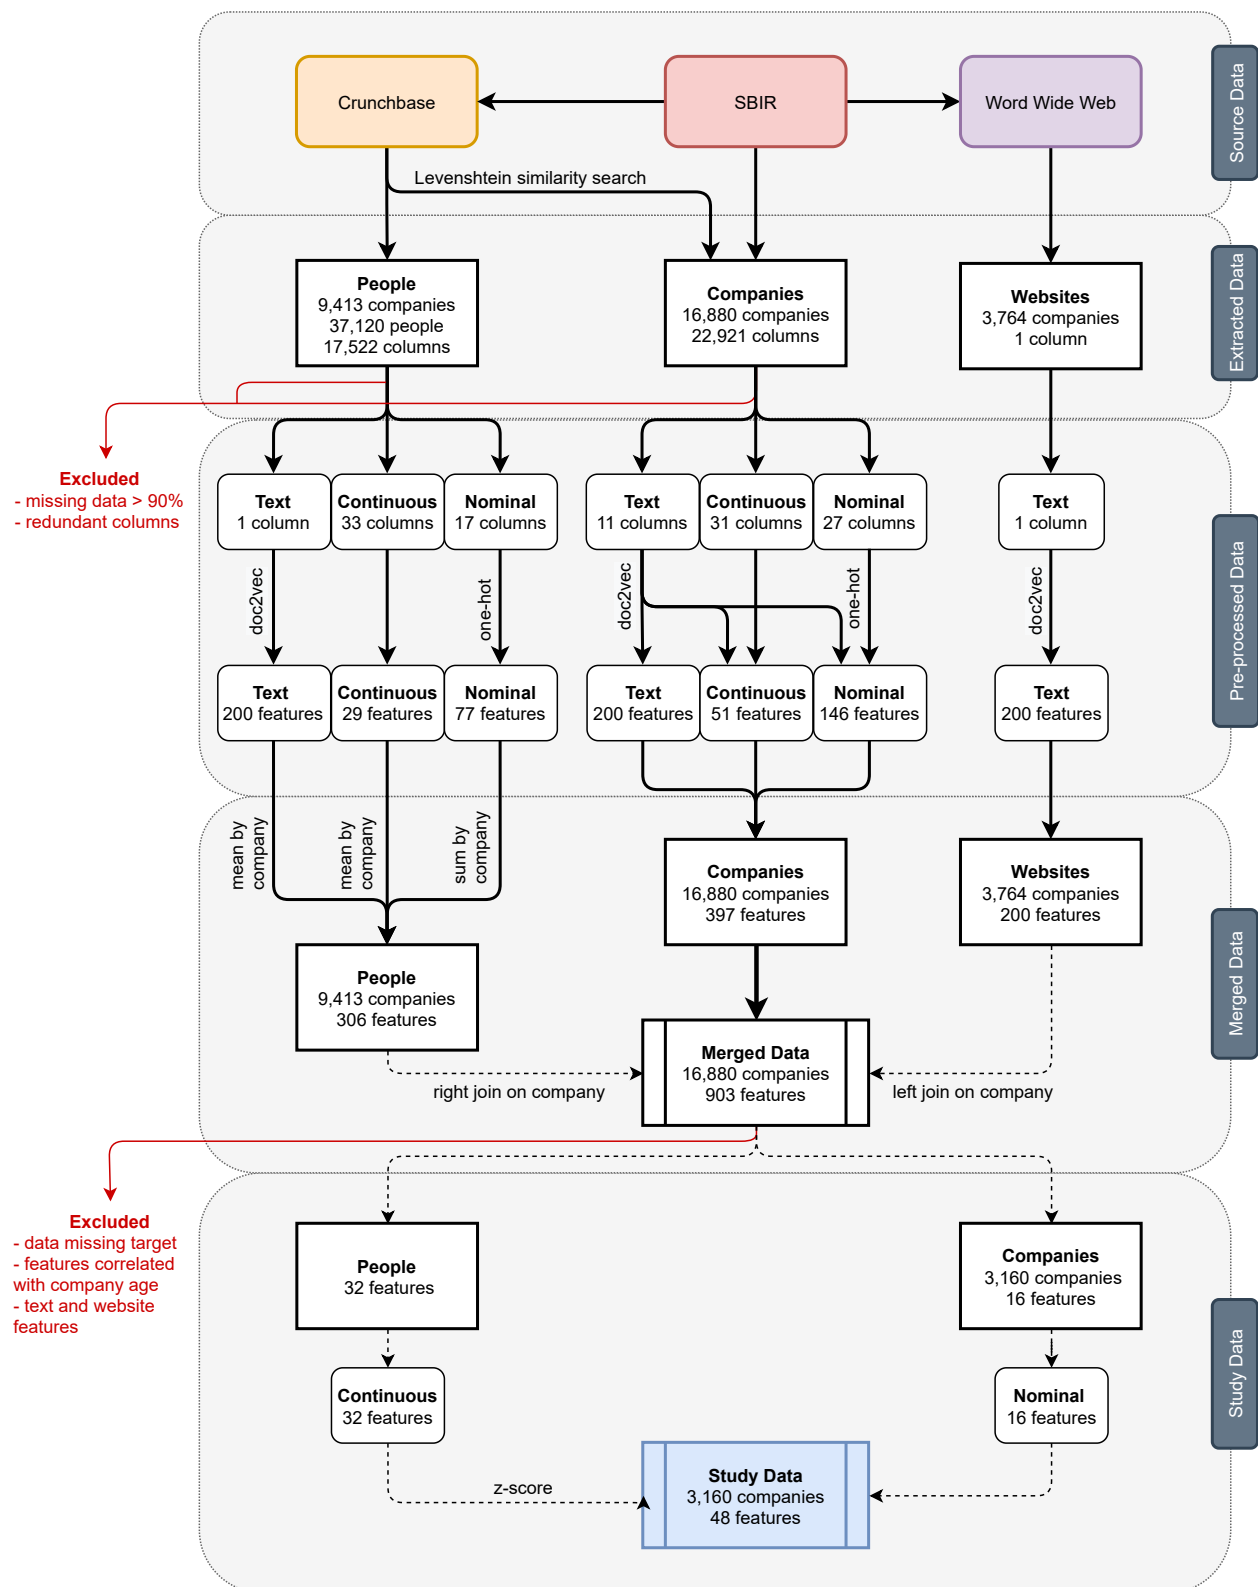 Crunchbase
SBIR
Word Wide Web
Source Data
Levenshtein similarity search
People
9,413 companies
37,120 people
17,522 columns
Companies
16,880 companies
22,921 columns
Websites
3,764 companies
1 column
Extracted Data
Excluded
- missing data > 90%
- redundant columns
Text
1 column
Continuous
33 columns
Nominal
17 columns
Text
11 columns
Continuous
31 columns
Nominal
27 columns
Text
1 column
doc2vec
one-hot
doc2vec
one-hot
doc2vec
Pre-processed Data
Text
200 features
Continuous
29 features
Nominal
77 features
Text
200 features
Continuous
51 features
Nominal
146 features
Text
200 features
mean by
company
mean by
company
sum by
company
Companies
16,880 companies
397 features
Websites
3,764 companies
200 features
People
9,413 companies
306 features
Merged Data
Merged Data
16,880 companies
903 features
right join on company
left join on company
Excluded
- data missing target
- features correlated
with company age
- text and website
features
People
32 features
Companies
3,160 companies
16 features
Continuous
32 features
Nominal
16 features
Study Data
z-score
Study Data
3,160 companies
48 features